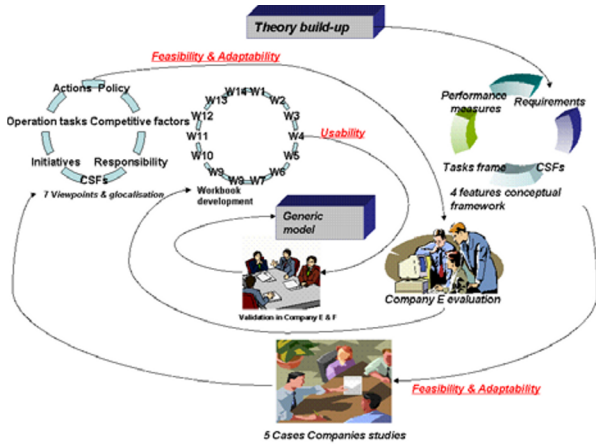 Theory build-up
Feasibility & Adaptability
Actions Policy
Operation tasks Competitive factors
Initiatives Responsibility
CSFs
7 Viewpoints & glocalisation
W14 W1
W13 W2
W12 W3
W11 W4
W10 W5
W9 W6
W8 W7
Workbook
development
Usability
Performance
measures
Requirements
Tasks frame CSFs
4 features conceptual
framework
Generic
model
Validation in Company E & F
Company E evaluation
Feasibility & Adaptability
5 Cases Companies studies